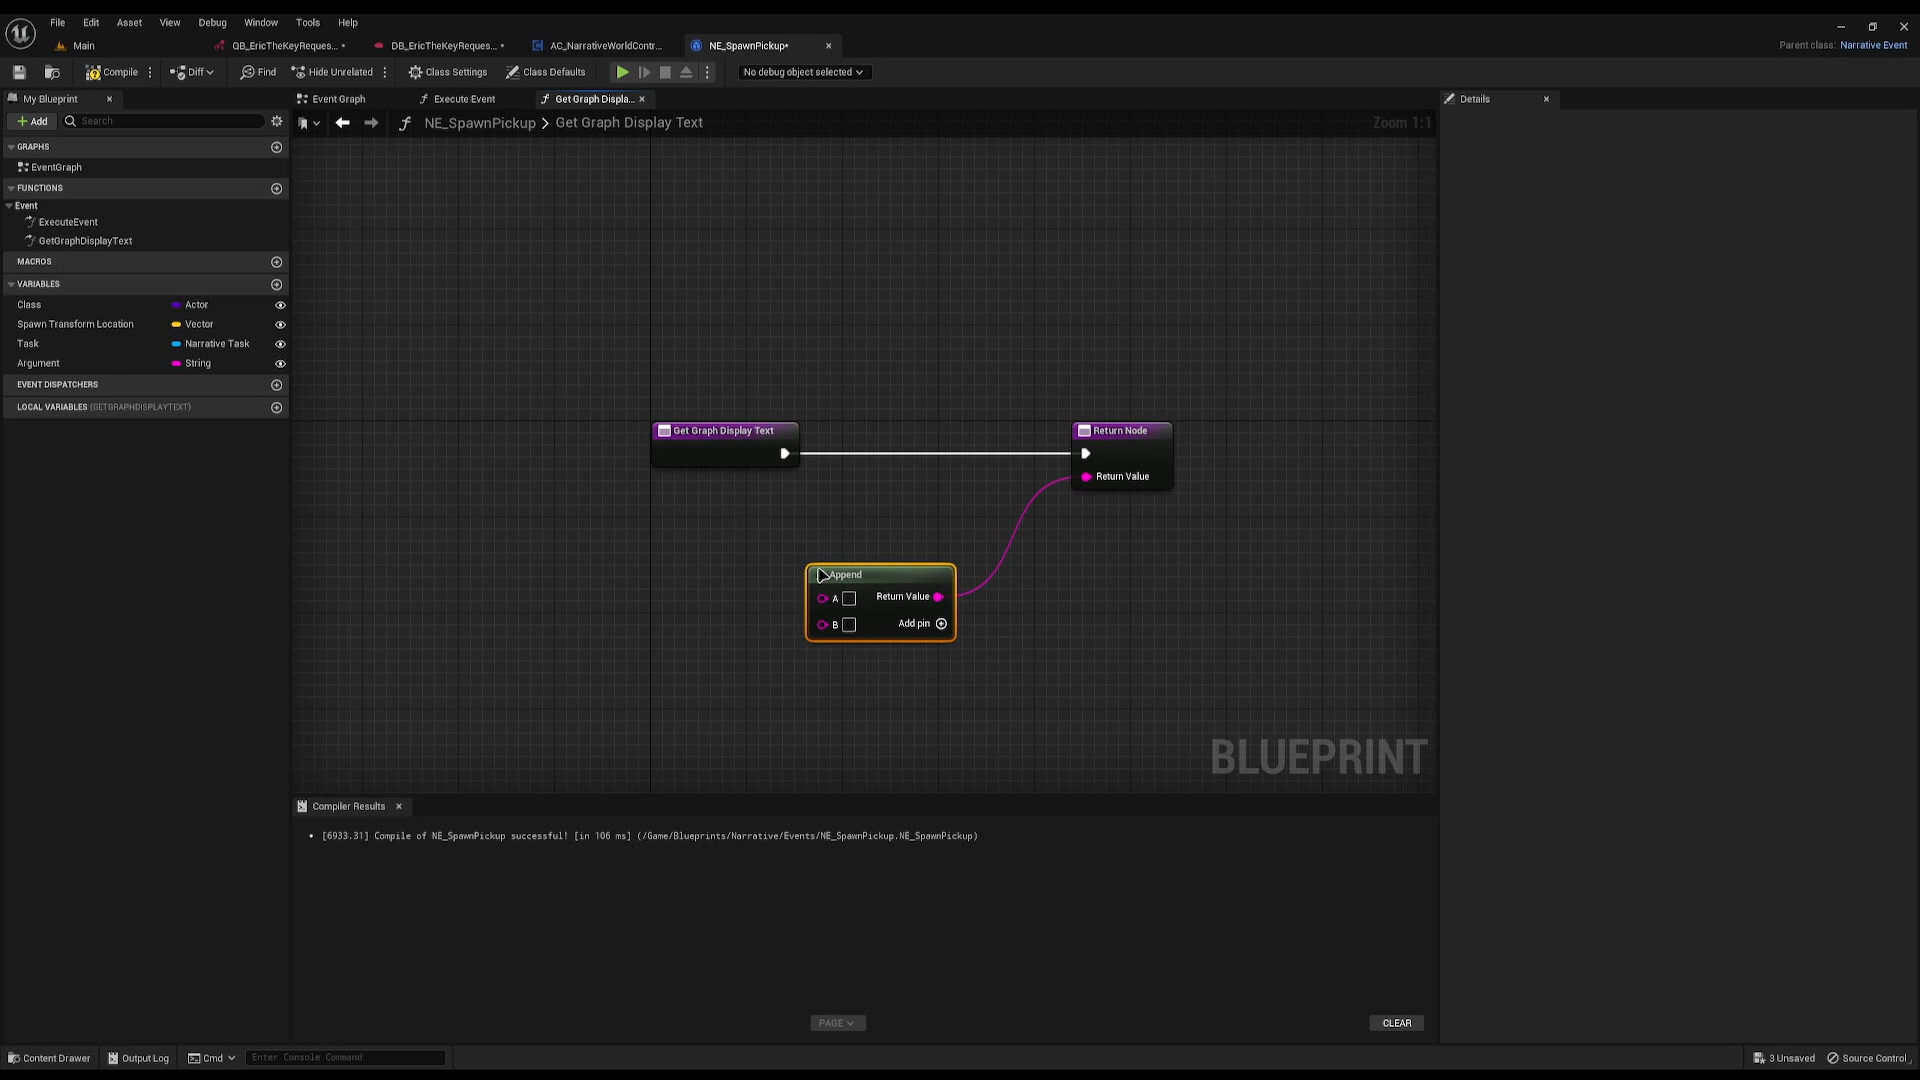 File Edit Asset View Debug Window Tools Help
Main
QB_EricTheKeyReques... •
DB_EricTheKeyReques... •
AC_NarrativeWorldContr...
NE_SpawnPickup•
Parent class: Narrative Event
Compile
Diff
Find
Hide Unrelated
Class Settings
Class Defaults
No debug object selected
My Blueprint
Event Graph
Execute Event
Get Graph Displa...
Details
Add
Search
NE_SpawnPickup > Get Graph Display Text
Zoom 1:1
GRAPHS
EventGraph
FUNCTIONS
Event
ExecuteEvent
GetGraphDisplayText
MACROS
VARIABLES
Class Actor
Spawn Transform Location Vector
Task Narrative Task
Argument String
EVENT DISPATCHERS
LOCAL VARIABLES (GETGRAPHDISPLAYTEXT)
Get Graph Display Text
Return Node
Return Value
Append
A Return Value
B Add pin
BLUEPRINT
Compiler Results
• [6933.31] Compile of NE_SpawnPickup successful! [in 106 ms] (/Game/Blueprints/Narrative/Events/NE_SpawnPickup.NE_SpawnPickup)
PAGE
CLEAR
Content Drawer
Output Log
Cmd
Enter Console Command
3 Unsaved
Source Control